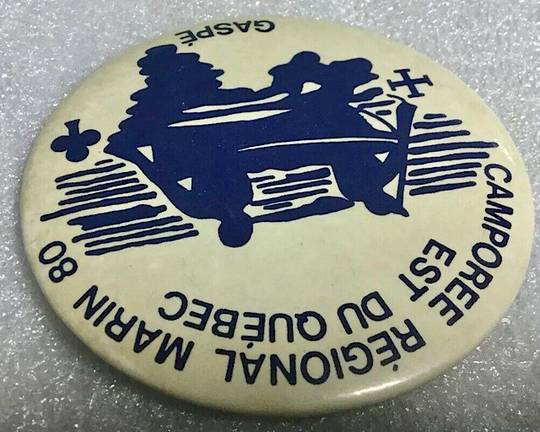 CAMPOREE RÉGIONAL MARIN 80
EST DU QUÉBEC
GASPÉ